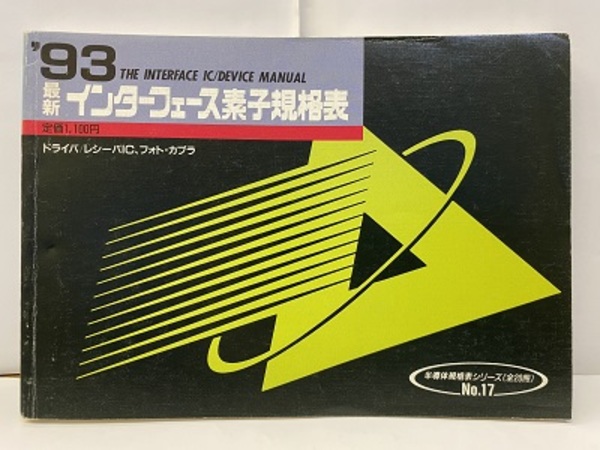 '93 THE INTERFACE IC/DEVICE MANUAL
最新 インターフェース素子規格表
定価1,100円
ドライバ/レシーバIC、フォト・カプラ
半導体規格表シリーズ(全20冊)
No.17